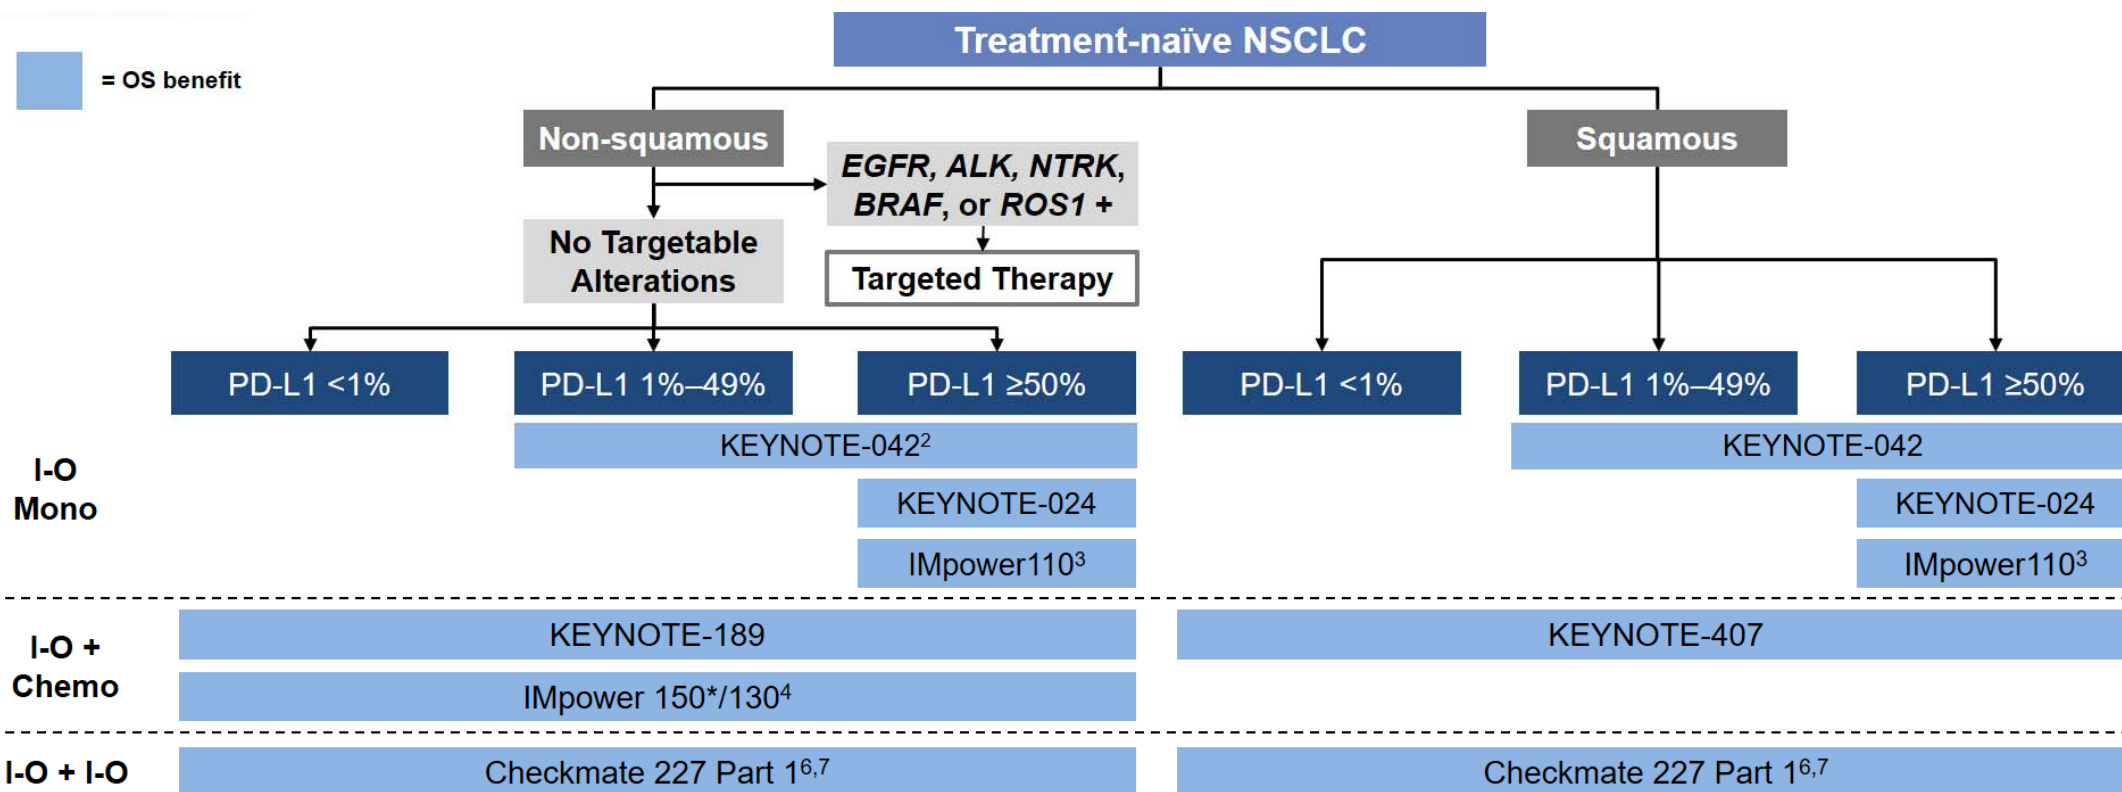 Treatment-naïve NSCLC
= OS benefit
Non-squamous
Squamous
EGFR, ALK, NTRK,
BRAF, or ROS1 +
No Targetable
Alterations
Targeted Therapy
PD-L1 <1%
PD-L1 1%–49%
PD-L1 ≥50%
PD-L1 <1%
PD-L1 1%–49%
PD-L1 ≥50%
I-O
Mono
KEYNOTE-042²
KEYNOTE-042
KEYNOTE-024
KEYNOTE-024
IMpower110³
IMpower110³
I-O +
Chemo
KEYNOTE-189
KEYNOTE-407
IMpower 150*/130⁴
I-O + I-O
Checkmate 227 Part 1⁶,⁷
Checkmate 227 Part 1⁶,⁷